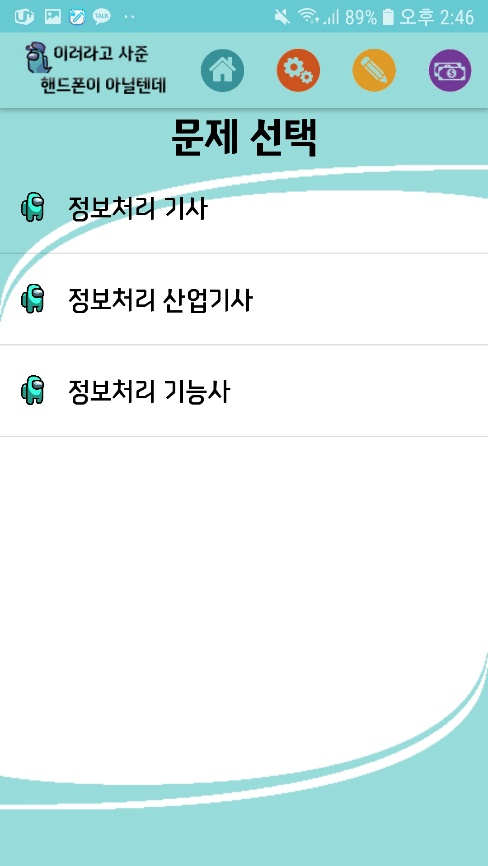 89% 오후 2:46
이러라고 사준
핸드폰이 아닐텐데
문제 선택
정보처리 기사
정보처리 산업기사
정보처리 기능사